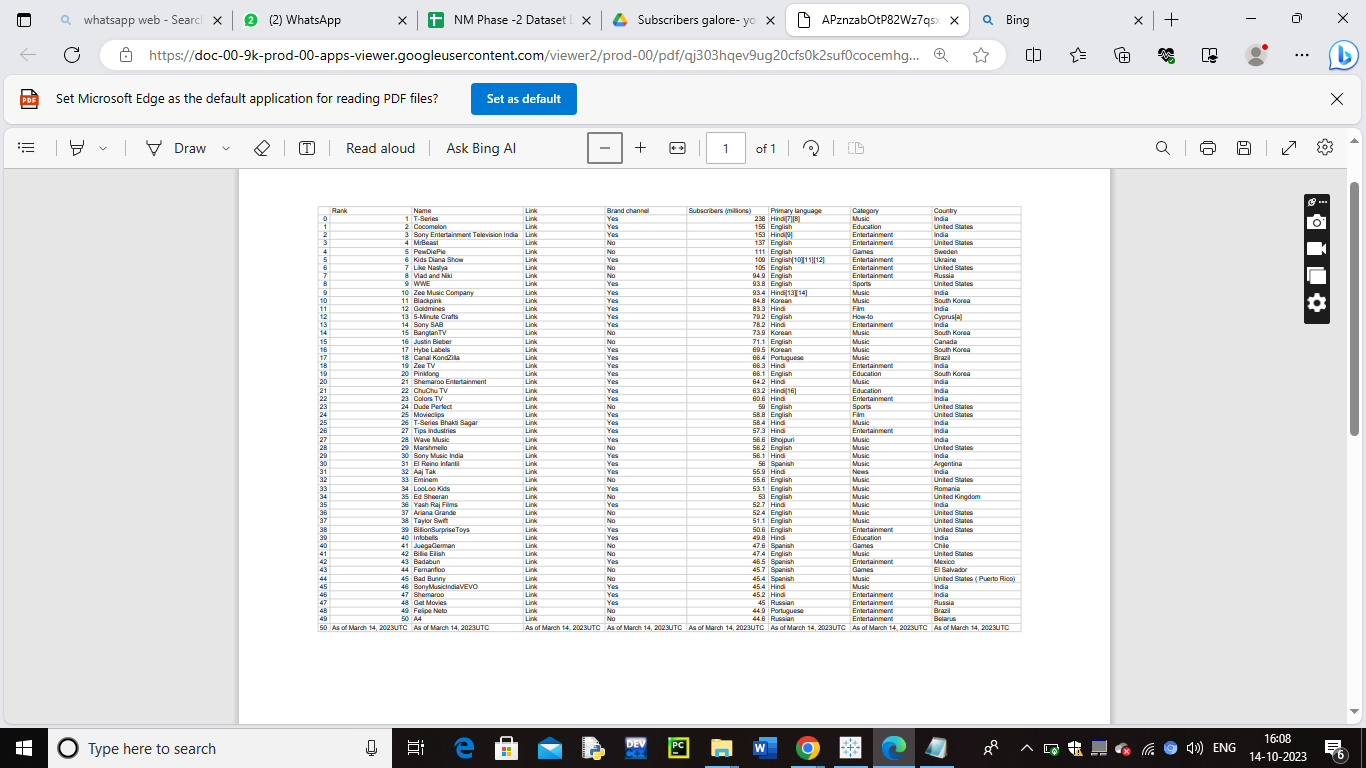 whatsapp web - Search
(2) WhatsApp
NM Phase -2 Dataset
Subscribers galore- yo
APznzabOtP82Wz7qsx
Bing
https://doc-00-9k-prod-00-apps-viewer.googleusercontent.com/viewer2/prod-00/pdf/qj303hqev9ug20cfs0k2suf0cocemhg...
Set Microsoft Edge as the default application for reading PDF files? Set as default
Draw Read aloud Ask Bing AI 1 of 1
Rank Name Link Brand channel Subscribers (millions) Primary language Category Country
0 1 T-Series Link Yes 238 Hindi[7][8] Music India
1 2 Cocomelon Link Yes 155 English Education United States
2 3 Sony Entertainment Television India Link Yes 153 Hindi[9] Entertainment India
3 4 MrBeast Link No 137 English Entertainment United States
4 5 PewDiePie Link No 111 English Games Sweden
5 6 Kids Diana Show Link Yes 109 English[10][11][12] Entertainment Ukraine
6 7 Like Nastya Link No 105 English Entertainment United States
7 8 Vlad and Niki Link No 94.9 English Entertainment Russia
8 9 WWE Link Yes 93.8 English Sports United States
9 10 Zee Music Company Link Yes 93.4 Hindi[13][14] Music India
10 11 Blackpink Link Yes 84.8 Korean Music South Korea
11 12 Goldmines Link Yes 83.3 Hindi Film India
12 13 5-Minute Crafts Link Yes 79.2 English How-to Cyprus[a]
13 14 Sony SAB Link Yes 78.2 Hindi Entertainment India
14 15 BangtanTV Link No 73.9 Korean Music South Korea
15 16 Justin Bieber Link No 71.1 English Music Canada
16 17 Hybe Labels Link Yes 69.5 Korean Music South Korea
17 18 Canal KondZilla Link Yes 66.4 Portuguese Music Brazil
18 19 Zee TV Link Yes 66.3 Hindi Entertainment India
19 20 Pinkfong Link Yes 66.1 English Education South Korea
20 21 Shemaroo Entertainment Link Yes 64.2 Hindi Music India
21 22 ChuChu TV Link Yes 63.2 Hindi[16] Education India
22 23 Colors TV Link Yes 60.6 Hindi Entertainment India
23 24 Dude Perfect Link No 59 English Sports United States
24 25 Movieclips Link Yes 58.8 English Film United States
25 26 T-Series Bhakti Sagar Link Yes 58.4 Hindi Music India
26 27 Tips Industries Link Yes 57.3 Hindi Entertainment India
27 28 Wave Music Link Yes 56.6 Bhojpuri Music India
28 29 Marshmello Link No 56.2 English Music United States
29 30 Sony Music India Link Yes 56.1 Hindi Music India
30 31 El Reino Infantil Link Yes 56 Spanish Music Argentina
31 32 Aaj Tak Link Yes 55.9 Hindi News India
32 33 Eminem Link No 55.6 English Music United States
33 34 LooLoo Kids Link Yes 53.1 English Music Romania
34 35 Ed Sheeran Link No 53 English Music United Kingdom
35 36 Yash Raj Films Link Yes 52.7 Hindi Music India
36 37 Ariana Grande Link No 52.4 English Music United States
37 38 Taylor Swift Link No 51.1 English Music United States
38 39 BillionSurpriseToys Link Yes 50.6 English Entertainment United States
39 40 Infobells Link Yes 49.8 Hindi Education India
40 41 JuegaGerman Link No 47.6 Spanish Games Chile
41 42 Billie Eilish Link No 47.4 English Music United States
42 43 Badabun Link Yes 46.5 Spanish Entertainment Mexico
43 44 Fernanfloo Link No 45.7 Spanish Games El Salvador
44 45 Bad Bunny Link No 45.4 Spanish Music United States ( Puerto Rico)
45 46 SonyMusicIndiaVEVO Link Yes 45.4 Hindi Music India
46 47 Shemaroo Link Yes 45.2 Hindi Entertainment India
47 48 Get Movies Link Yes 45 Russian Entertainment Russia
48 49 Felipe Neto Link No 44.9 Portuguese Entertainment Brazil
49 50 A4 Link No 44.6 Russian Entertainment Belarus
50 As of March 14, 2023UTC As of March 14, 2023UTC As of March 14, 2023UTC As of March 14, 2023UTC As of March 14, 2023UTC As of March 14, 2023UTC As of March 14, 2023UTC As of March 14, 2023UTC
Type here to search
ENG
16:08
14-10-2023
6